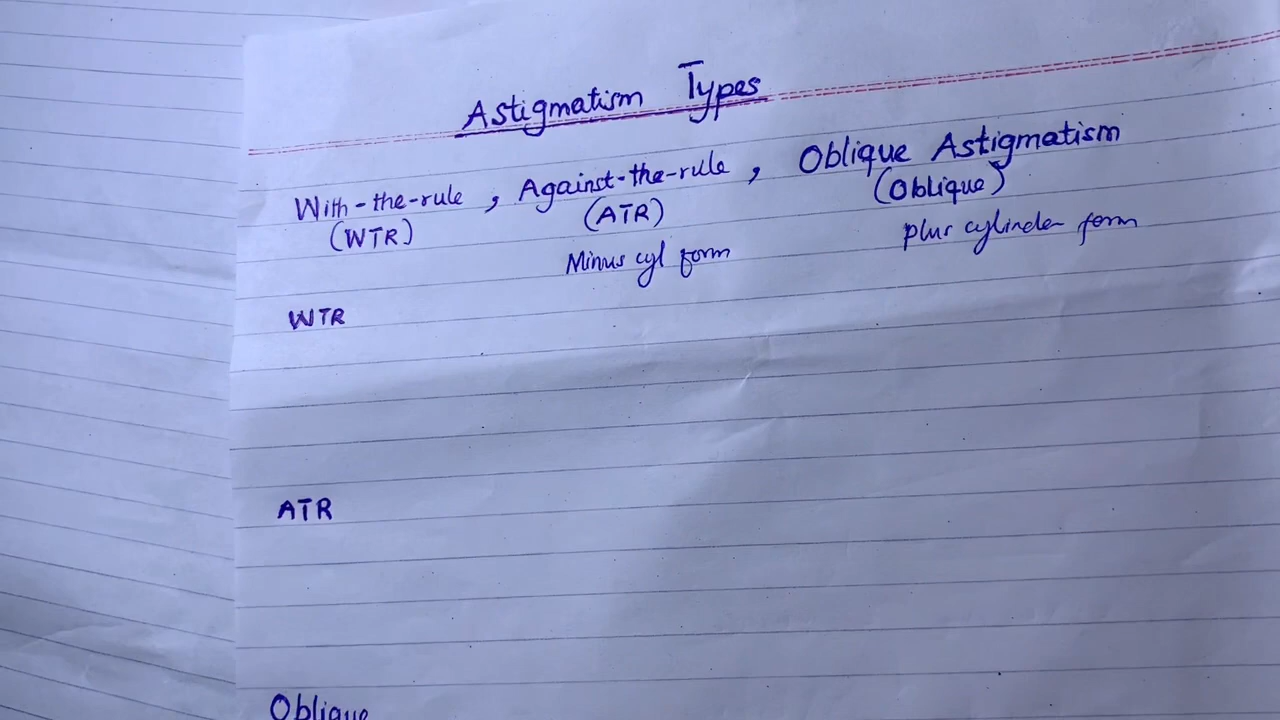 Astigmatism Types
With-the-rule , Against-the-rule , Oblique Astigmatism
(WTR) (ATR) (Oblique)
Minus cyl form plus cylinder form
WTR
ATR
Oblique